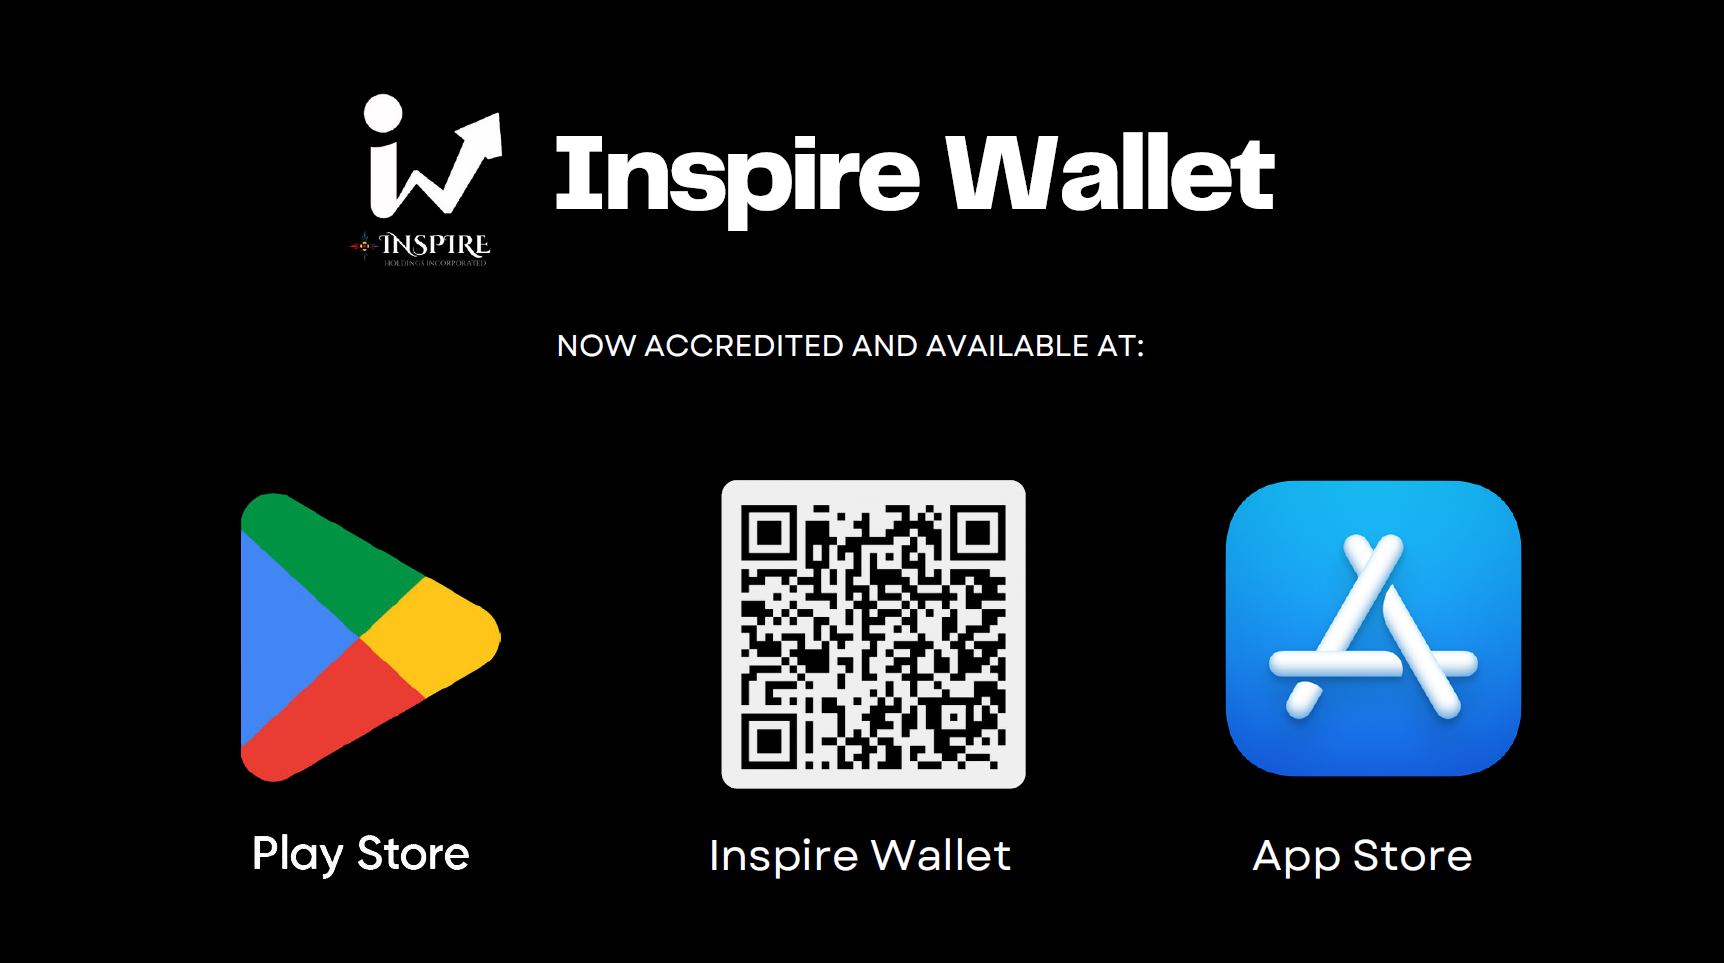 Inspire Wallet
INSPIRE
HOLDINGS INCORPORATED
NOW ACCREDITED AND AVAILABLE AT:
Play Store
Inspire Wallet
App Store